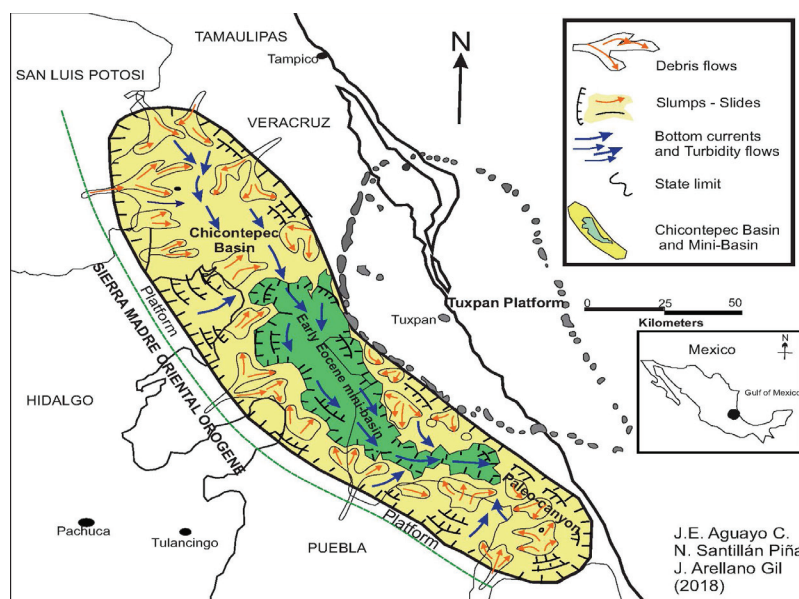 TAMAULIPAS
Tampico
SAN LUIS POTOSI
VERACRUZ
N
Debris flows
Slumps - Slides
Bottom currents
and Turbidity flows
State limit
Chicontepec Basin
and Mini-Basin
Chicontepec
Basin
Platform
SIERRA MADRE ORIENTAL OROGENE
Early Eocene mini-basin
Tuxpan Platform
Tuxpan
0 25 50
Kilometers
Mexico
N
Gulf of Mexico
HIDALGO
Pachuca
Tulancingo
PUEBLA
Platform
Paleo-canyon
J.E. Aguayo C.
N. Santillán Piña
J. Arellano Gil
(2018)